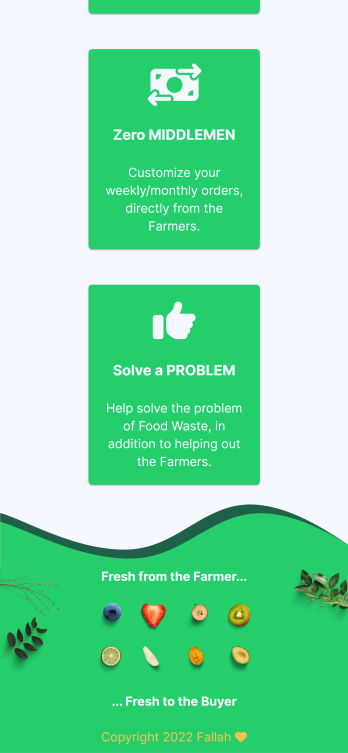 Zero MIDDLEMEN
Customize your
weekly/monthly orders,
directly from the
Farmers.
Solve a PROBLEM
Help solve the problem
of Food Waste, in
addition to helping out
the Farmers.
Fresh from the Farmer...
... Fresh to the Buyer
Copyright 2022 Fallah 🧡